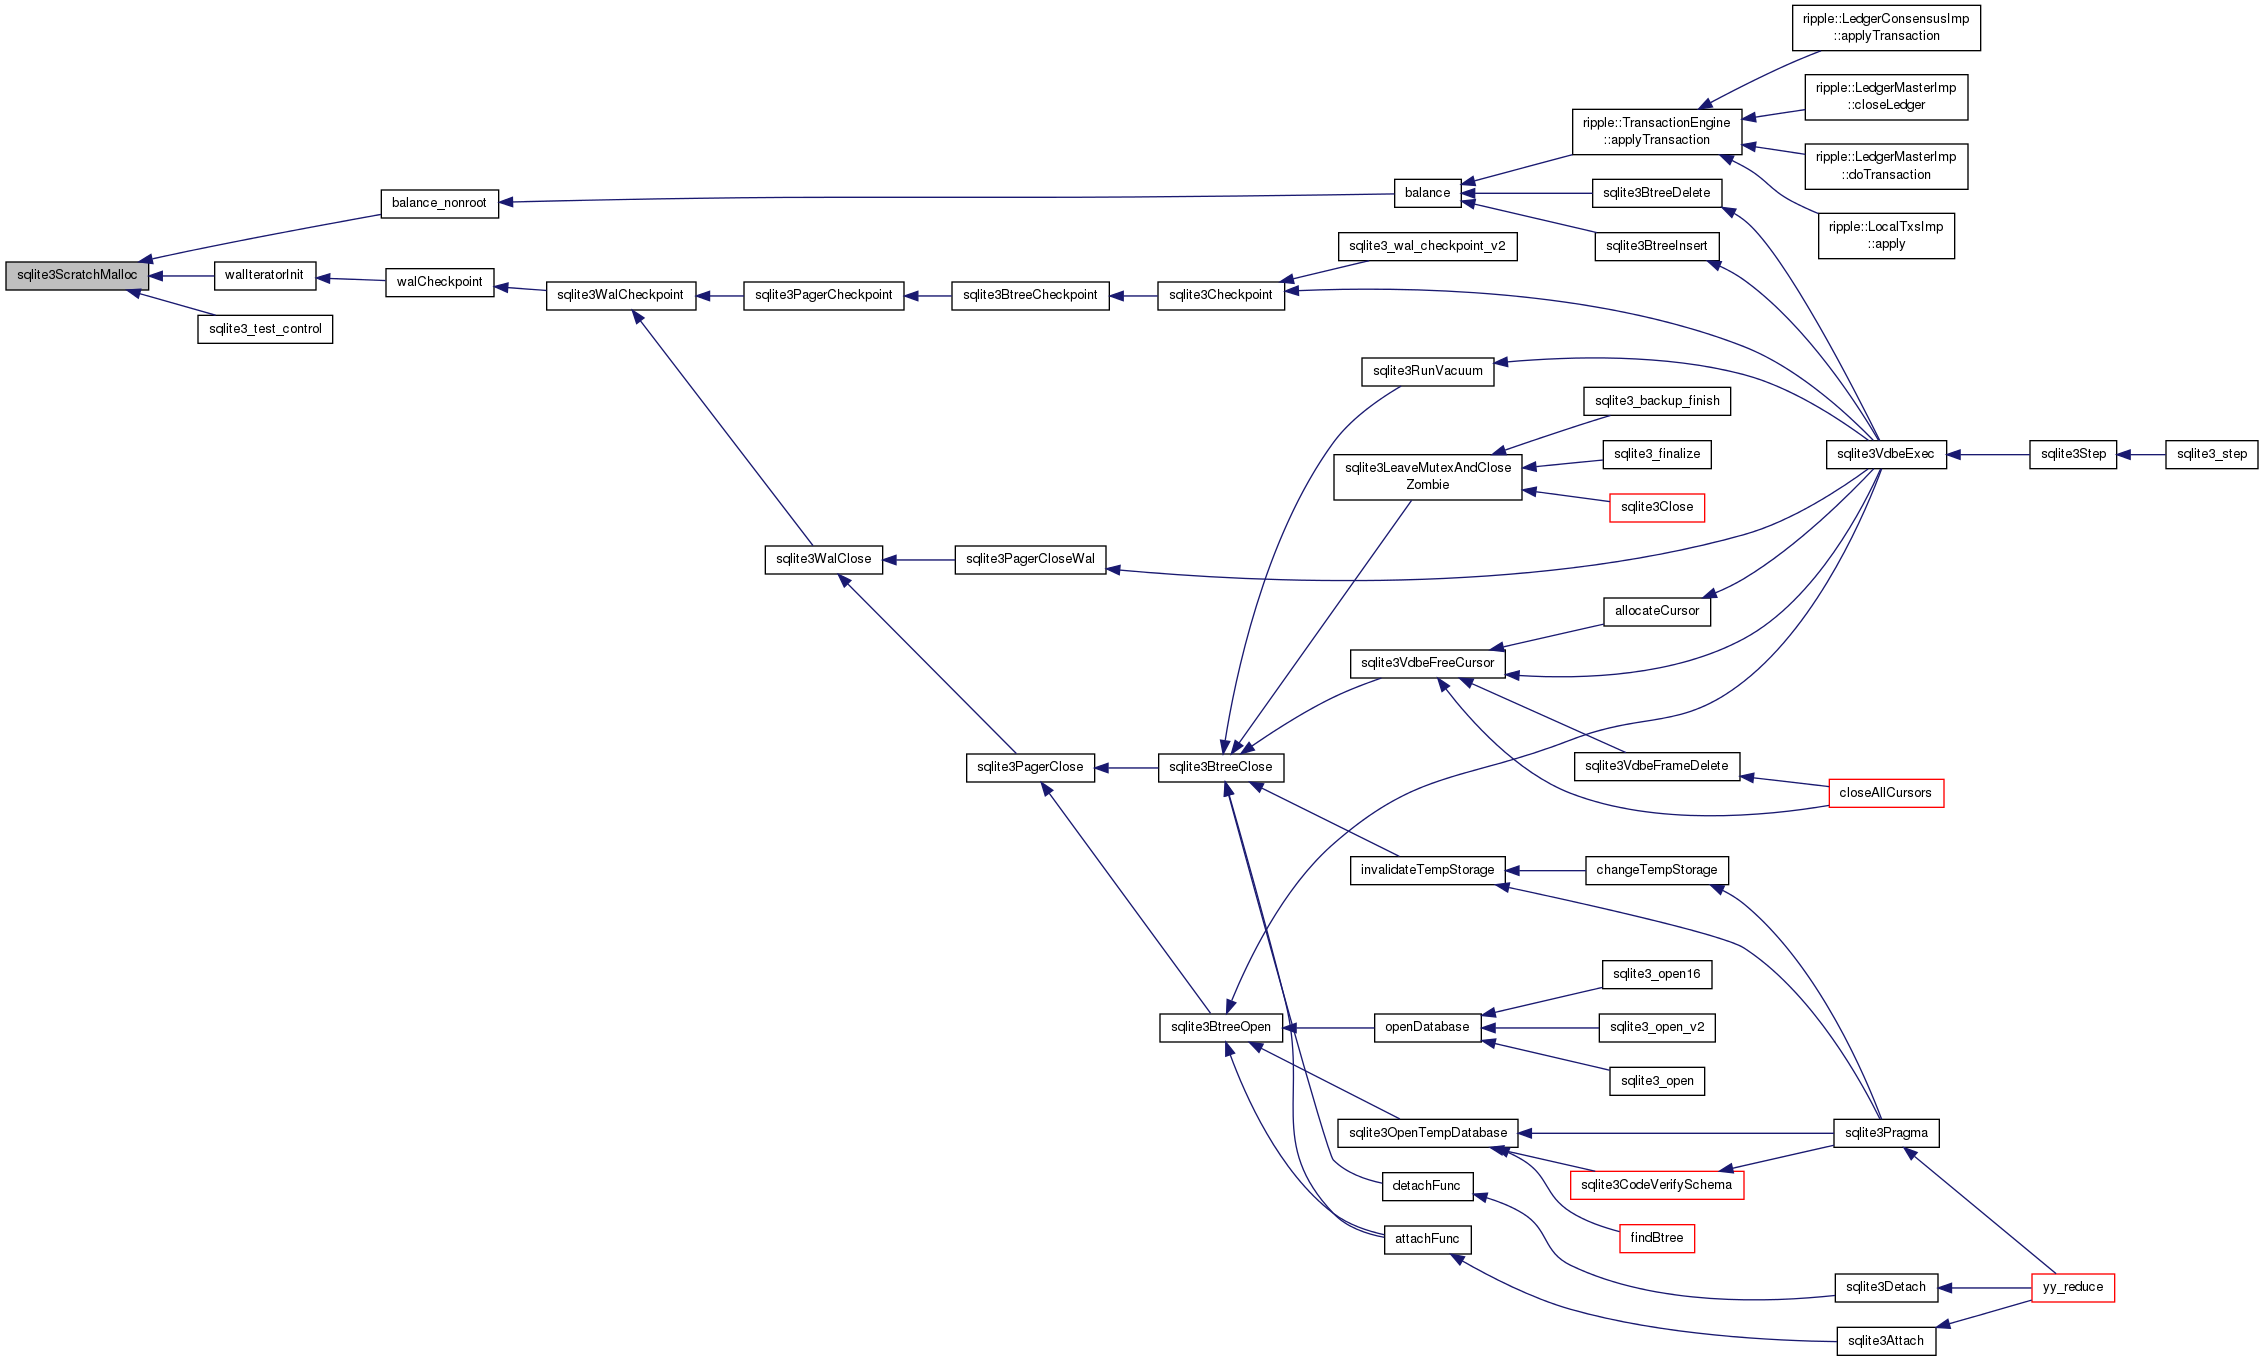 ripple::LedgerConsensusImp
::applyTransaction
ripple::LedgerMasterImp
::closeLedger
ripple::TransactionEngine
::applyTransaction
ripple::LedgerMasterImp
::doTransaction
balance_nonroot
balance
sqlite3BtreeDelete
ripple::LocalTxsImp
::apply
sqlite3_wal_checkpoint_v2
sqlite3BtreeInsert
sqlite3ScratchMalloc
walIteratorInit
walCheckpoint
sqlite3WalCheckpoint
sqlite3PagerCheckpoint
sqlite3BtreeCheckpoint
sqlite3Checkpoint
sqlite3_test_control
sqlite3RunVacuum
sqlite3_backup_finish
sqlite3LeaveMutexAndClose
Zombie
sqlite3_finalize
sqlite3VdbeExec
sqlite3Step
sqlite3_step
sqlite3Close
sqlite3WalClose
sqlite3PagerCloseWal
allocateCursor
sqlite3VdbeFreeCursor
sqlite3PagerClose
sqlite3BtreeClose
sqlite3VdbeFrameDelete
closeAllCursors
invalidateTempStorage
changeTempStorage
sqlite3_open16
sqlite3BtreeOpen
openDatabase
sqlite3_open_v2
sqlite3_open
sqlite3OpenTempDatabase
sqlite3Pragma
detachFunc
sqlite3CodeVerifySchema
attachFunc
findBtree
sqlite3Detach
yy_reduce
sqlite3Attach